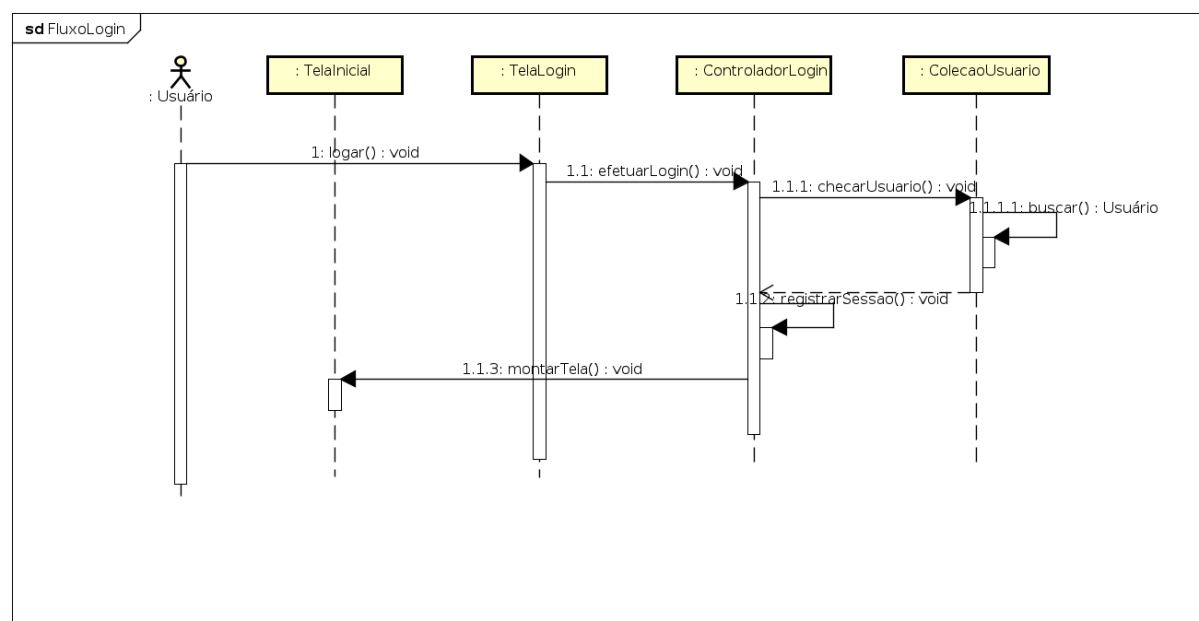 sd FluxoLogin
: Usuário
: TelaInicial
: TelaLogin
: ControladorLogin
: ColecaoUsuario
1: logar() : void
1.1: efetuarLogin() : void
1.1.1: checarUsuario() : void
1.1.1.1: buscar() : Usuário
1.1.2: registrarSessao() : void
1.1.3: montarTela() : void